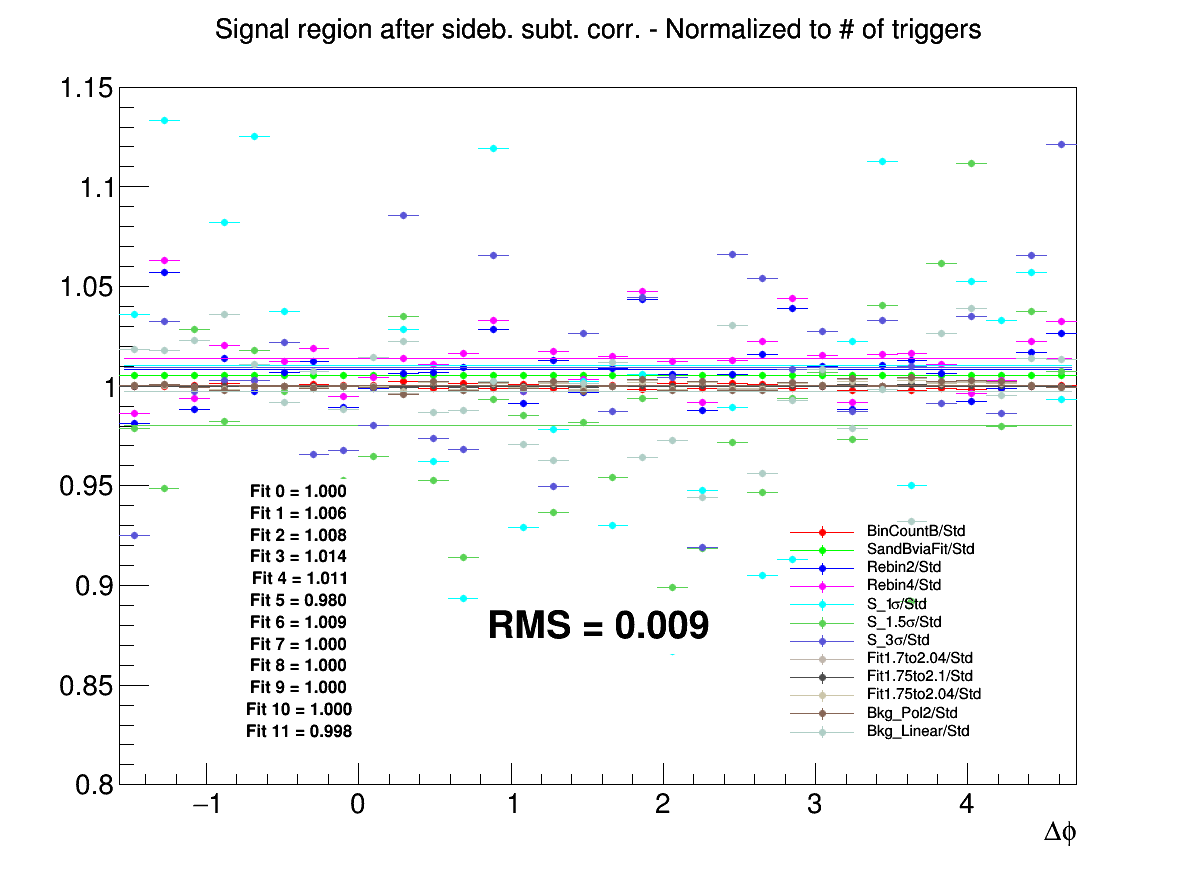 Signal region after sideb. subt. corr. - Normalized to # of triggers
1.15
1.1
1.05
1
0.95
0.9
0.85
0.8
Fit 0 = 1.000
Fit 1 = 1.006
Fit 2 = 1.008
Fit 3 = 1.014
Fit 4 = 1.011
Fit 5 = 0.980
Fit 6 = 1.009
Fit 7 = 1.000
Fit 8 = 1.000
Fit 9 = 1.000
Fit 10 = 1.000
Fit 11 = 0.998
RMS = 0.009
BinCountB/Std
SandBviaFit/Std
Rebin2/Std
Rebin4/Std
S_1σ/Std
S_1.5σ/Std
S_3σ/Std
Fit1.7to2.04/Std
Fit1.75to2.1/Std
Fit1.75to2.04/Std
Bkg_Pol2/Std
Bkg_Linear/Std
−1 0 1 2 3 4
Δϕ